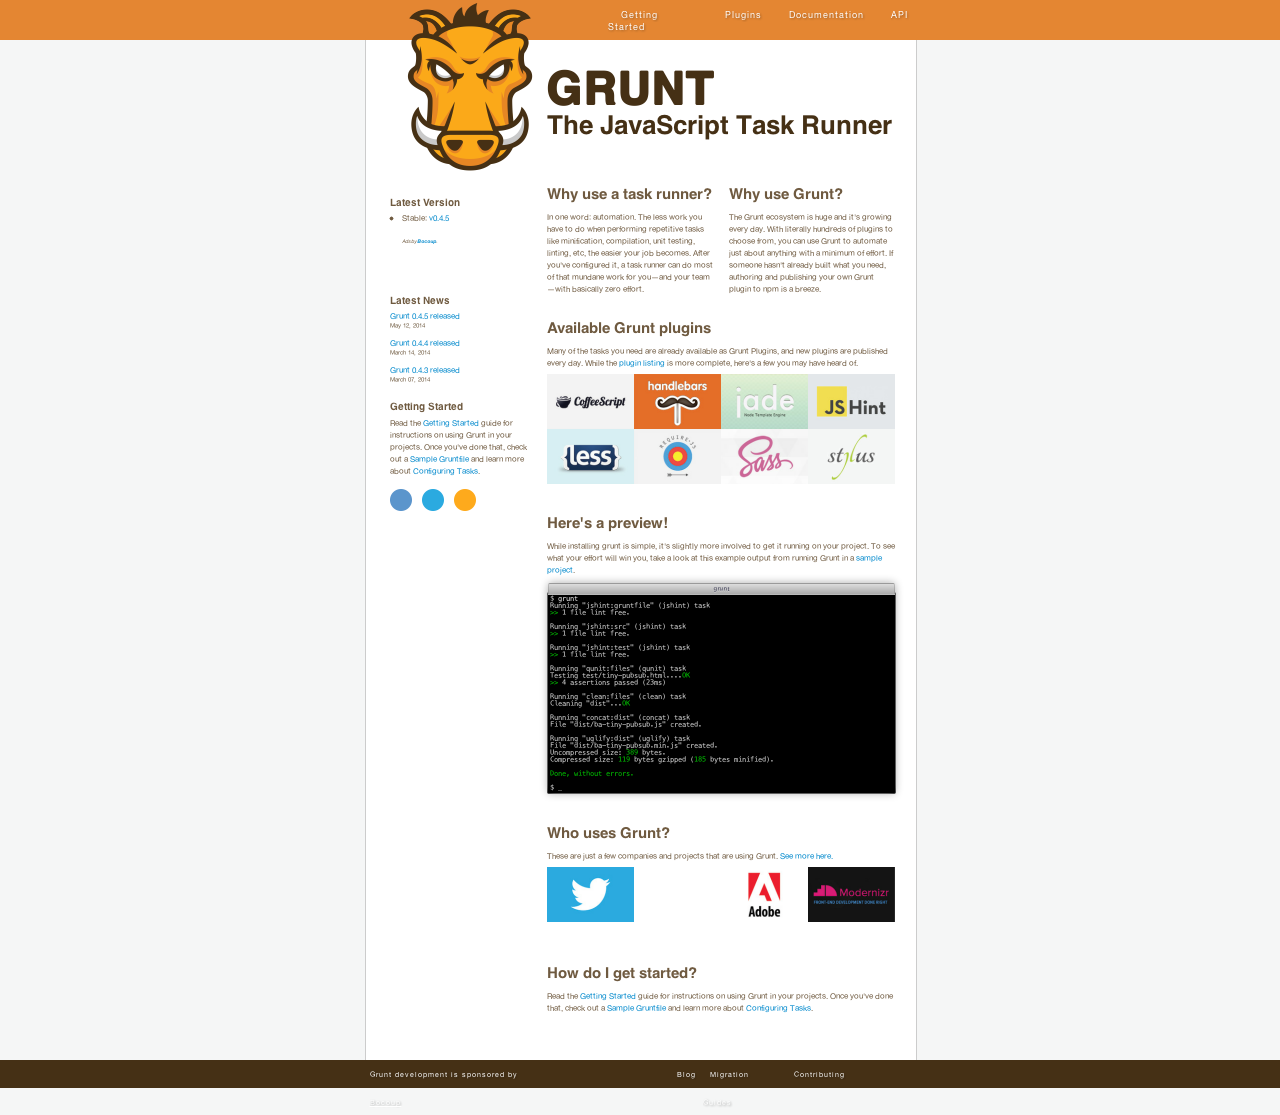 Getting
Started
Plugins
Documentation
API
GRUNT
The JavaScript Task Runner
Latest Version
Stable: v0.4.5
Ads by Bocoup.
Latest News
Grunt 0.4.5 released
May 12, 2014
Grunt 0.4.4 released
March 14, 2014
Grunt 0.4.3 released
March 07, 2014
Getting Started
Read the Getting Started guide for
instructions on using Grunt in your
projects. Once you've done that, check
out a Sample Gruntfile and learn more
about Configuring Tasks.
Why use a task runner?
In one word: automation. The less work you
have to do when performing repetitive tasks
like minification, compilation, unit testing,
linting, etc, the easier your job becomes. After
you've configured it, a task runner can do most
of that mundane work for you—and your team
—with basically zero effort.
Why use Grunt?
The Grunt ecosystem is huge and it's growing
every day. With literally hundreds of plugins to
choose from, you can use Grunt to automate
just about anything with a minimum of effort. If
someone hasn't already built what you need,
authoring and publishing your own Grunt
plugin to npm is a breeze.
Available Grunt plugins
Many of the tasks you need are already available as Grunt Plugins, and new plugins are published
every day. While the plugin listing is more complete, here's a few you may have heard of.
CoffeeScript
handlebars
jade
Node Template Engine
JS Hint
{less}
REQUIRE-JS
Sass
stylus
Here's a preview!
While installing grunt is simple, it's slightly more involved to get it running on your project. To see
what your effort will win you, take a look at this example output from running Grunt in a sample
project.
grunt
$ grunt
Running "jshint:gruntfile" (jshint) task
>> 1 file lint free.
Running "jshint:src" (jshint) task
>> 1 file lint free.
Running "jshint:test" (jshint) task
>> 1 file lint free.
Running "qunit:files" (qunit) task
Testing test/tiny-pubsub.html....OK
>> 4 assertions passed (23ms)
Running "clean:files" (clean) task
Cleaning "dist"...OK
Running "concat:dist" (concat) task
File "dist/ba-tiny-pubsub.js" created.
Running "uglify:dist" (uglify) task
File "dist/ba-tiny-pubsub.min.js" created.
Uncompressed size: 389 bytes.
Compressed size: 119 bytes gzipped (185 bytes minified).
Done, without errors.
$ _
Who uses Grunt?
These are just a few companies and projects that are using Grunt. See more here.
Adobe
Modernizr
FRONT-END DEVELOPMENT DONE RIGHT
How do I get started?
Read the Getting Started guide for instructions on using Grunt in your projects. Once you've done
that, check out a Sample Gruntfile and learn more about Configuring Tasks.
Grunt development is sponsored by
Bocoup
Blog
Migration
Guides
Contributing